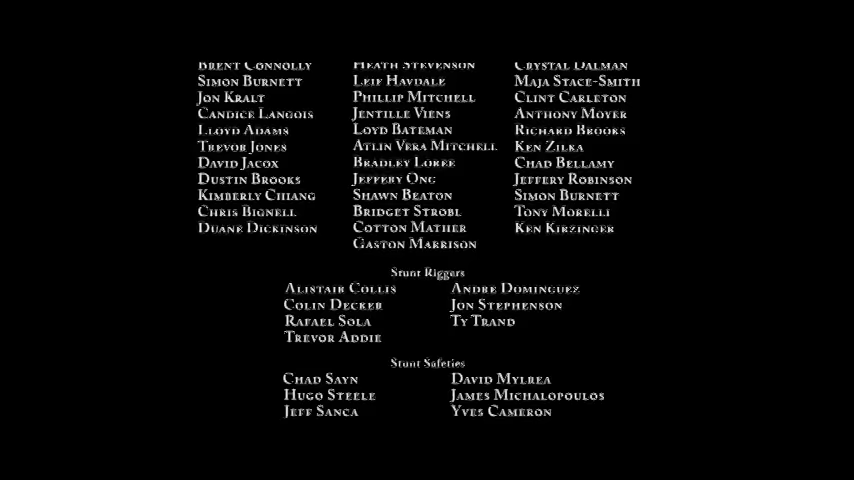 BRENT CONNOLLY HEATH STEVENSON CRYSTAL DALMAN
SIMON BURNETT LEIF HAVDALE MAJA STACE-SMITH
JON KRALT PHILLIP MITCHELL CLINT CARLETON
CANDICE LANGOIS JENTILLE VIENS ANTHONY MOYER
LLOYD ADAMS LOYD BATEMAN RICHARD BROOKS
TREVOR JONES ATLIN VERA MITCHELL KEN ZILKA
DAVID JACOX BRADLEY LOREE CHAD BELLAMY
DUSTIN BROOKS JEFFERY ONG JEFFERY ROBINSON
KIMBERLY CHIANG SHAWN BEATON SIMON BURNETT
CHRIS BIGNELL BRIDGET STROBL TONY MORELLI
DUANE DICKINSON COTTON MATHER KEN KIRZINGER
GASTON MARRISON
Stunt Riggers
ALISTAIR COLLIS ANDRE DOMINGUEZ
COLIN DECKER JON STEPHENSON
RAFAEL SOLA TY TRAND
TREVOR ADDIE
Stunt Safeties
CHAD SAYN DAVID MYLREA
HUGO STEELE JAMES MICHALOPOULOS
JEFF SANCA YVES CAMERON